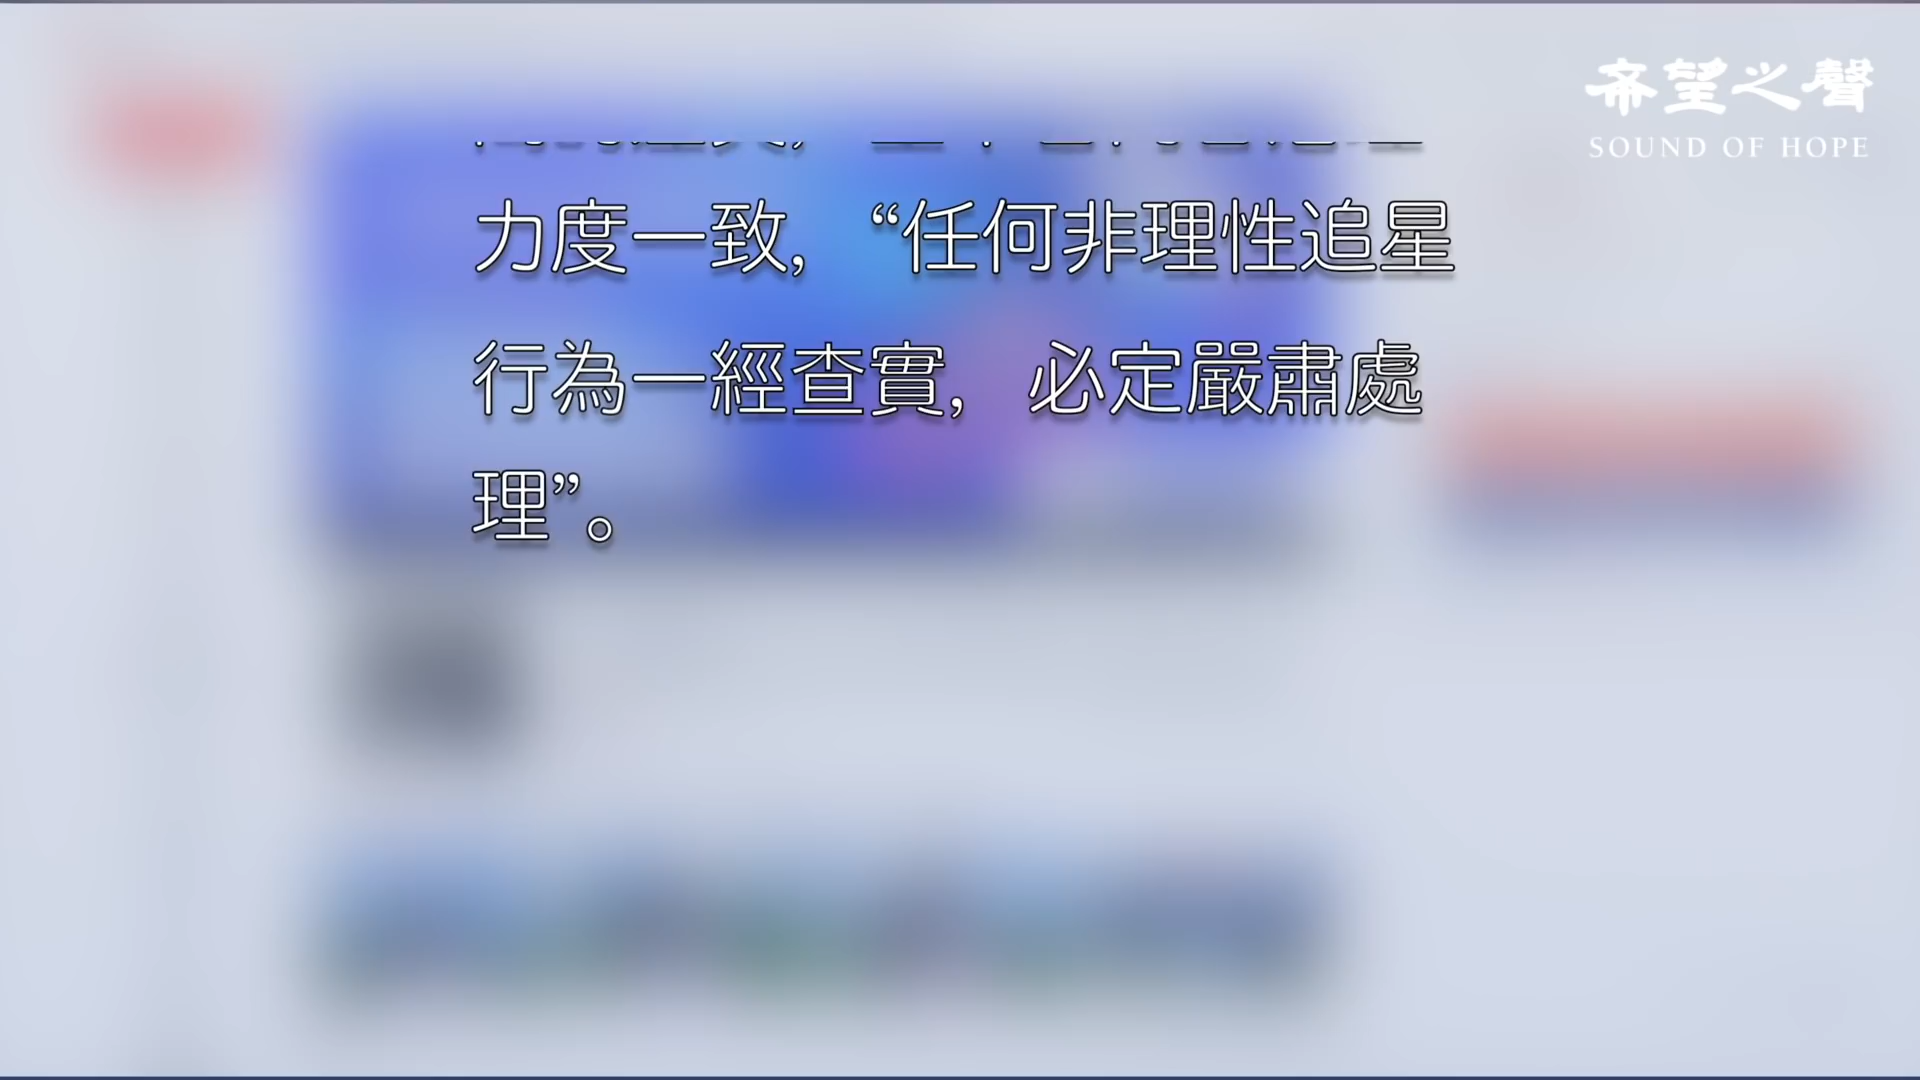 希望之聲
SOUND OF HOPE
力度一致，“任何非理性追星
行為一經查實，必定嚴肅處
理”。